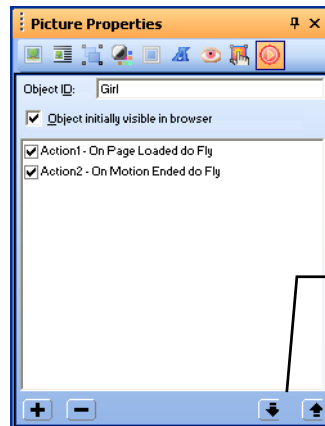 Picture Properties
Object ID: Girl
Object initially visible in browser
Action1 - On Page Loaded do Fly
Action2 - On Motion Ended do Fly